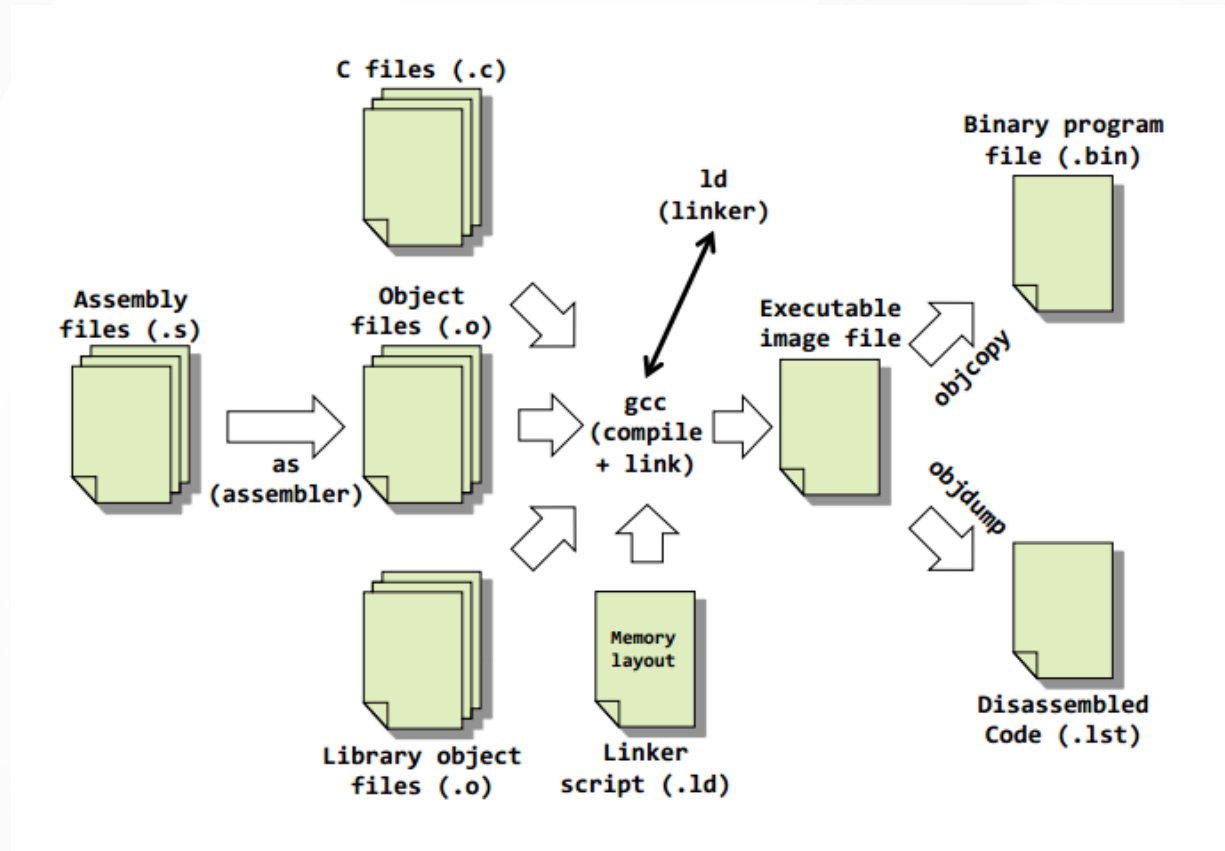 C files (.c)
Binary program
file (.bin)
ld
(linker)
Assembly
files (.s)
Object
files (.o)
Executable
image file
objcopy
as
(assembler)
gcc
(compile
+ link)
objdump
Memory
layout
Library object
files (.o)
Linker
script (.ld)
Disassembled
Code (.lst)